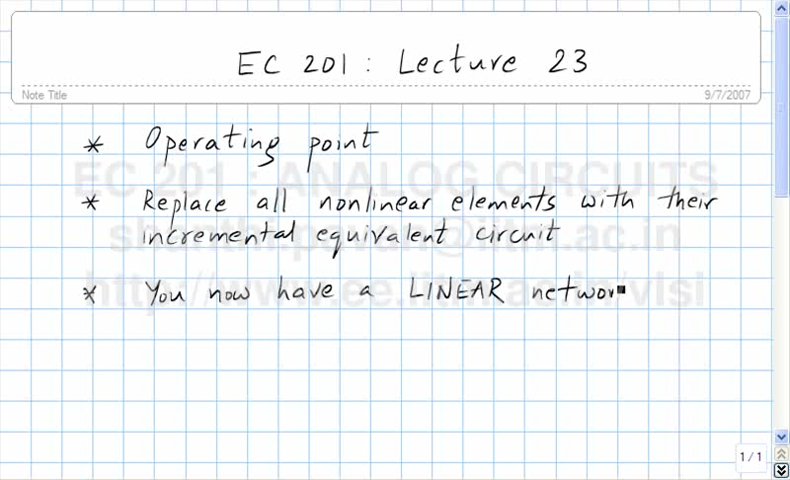 EC 201 : Lecture 23
Note Title
9/7/2007
* Operating point
EC 201 : ANALOG CIRCUITS
* Replace all nonlinear elements with their
incremental equivalent circuit
* You now have a LINEAR networ
1 / 1